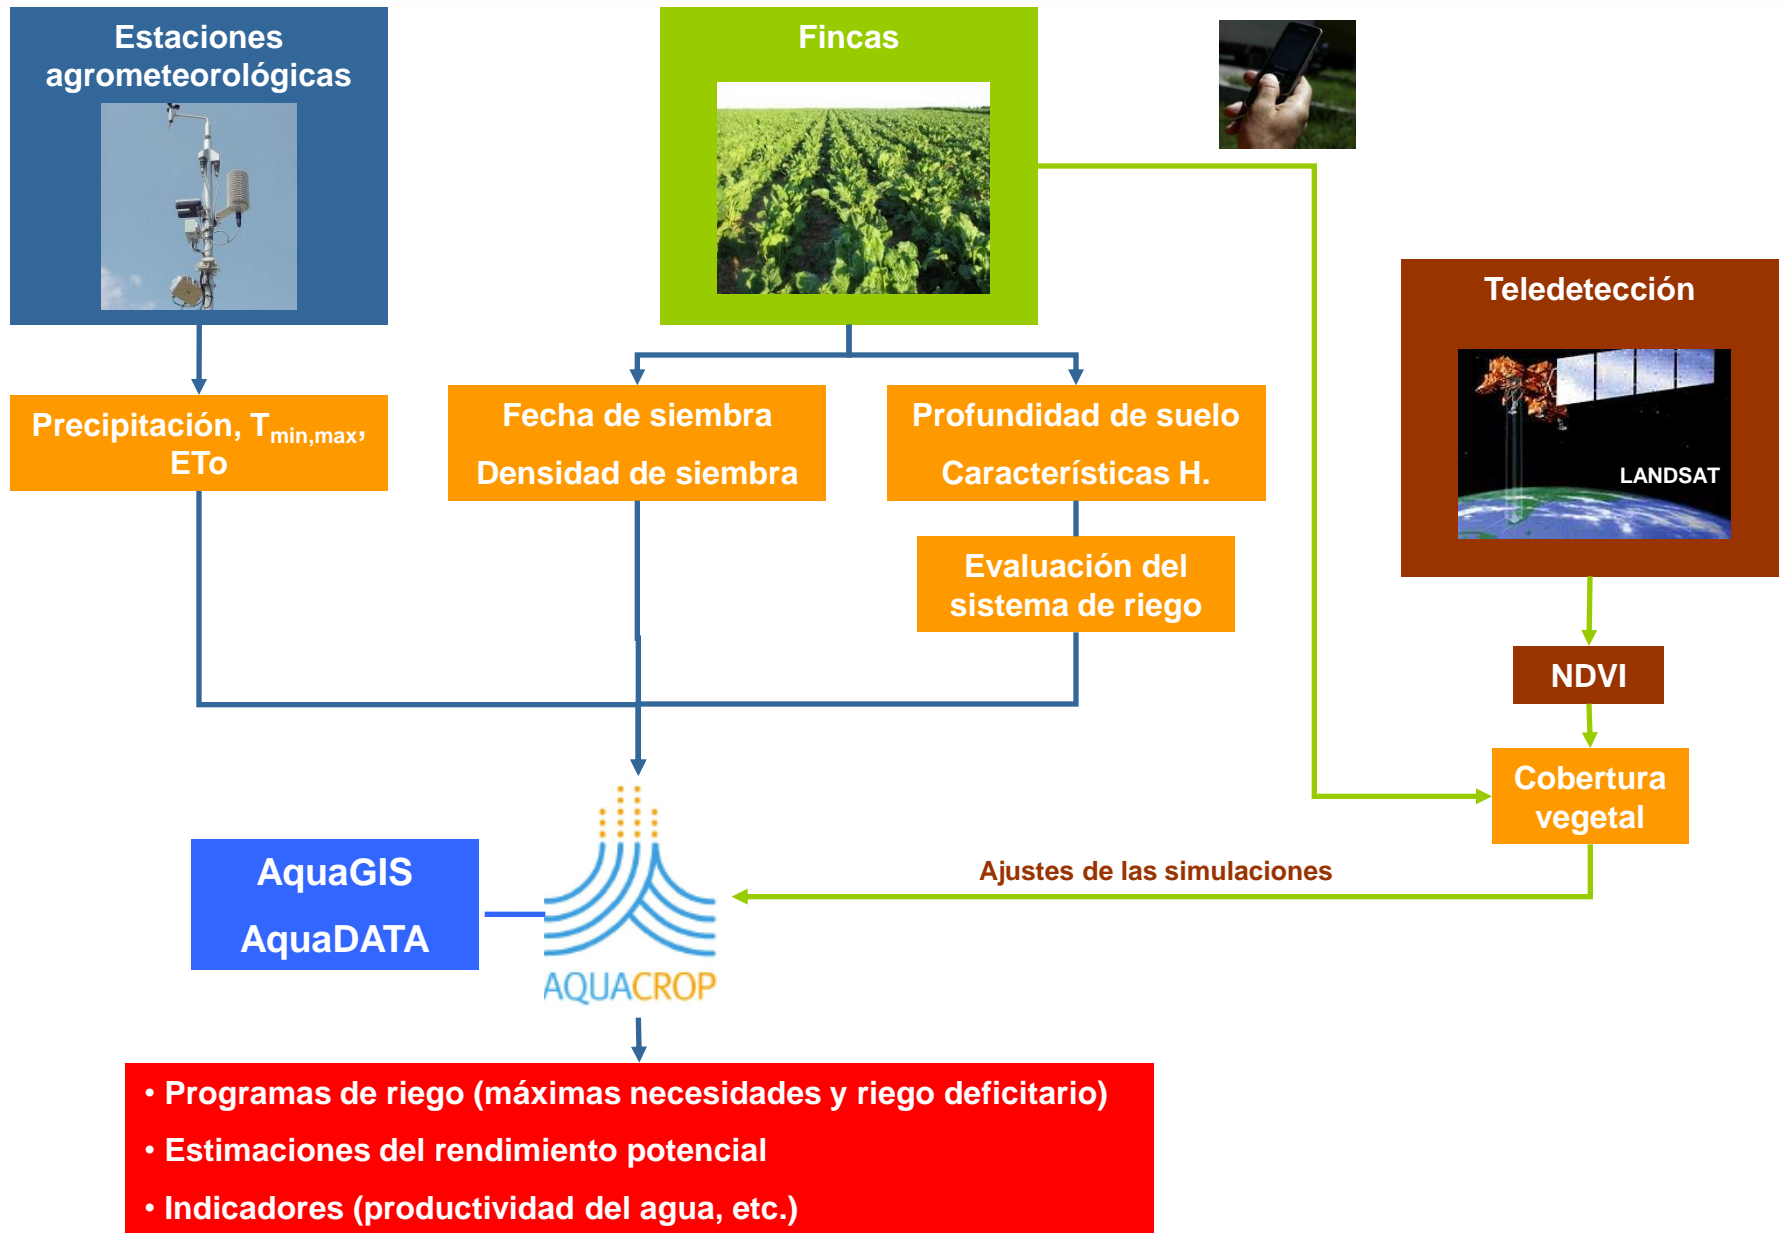 Estaciones
agrometeorológicas
Fincas
Teledetección
LANDSAT
Precipitación, Tmin,max,
ETo
Fecha de siembra
Densidad de siembra
Profundidad de suelo
Características H.
Evaluación del
sistema de riego
NDVI
Cobertura
vegetal
Ajustes de las simulaciones
AquaGIS
AquaDATA
AQUACROP
• Programas de riego (máximas necesidades y riego deficitario)
• Estimaciones del rendimiento potencial
• Indicadores (productividad del agua, etc.)